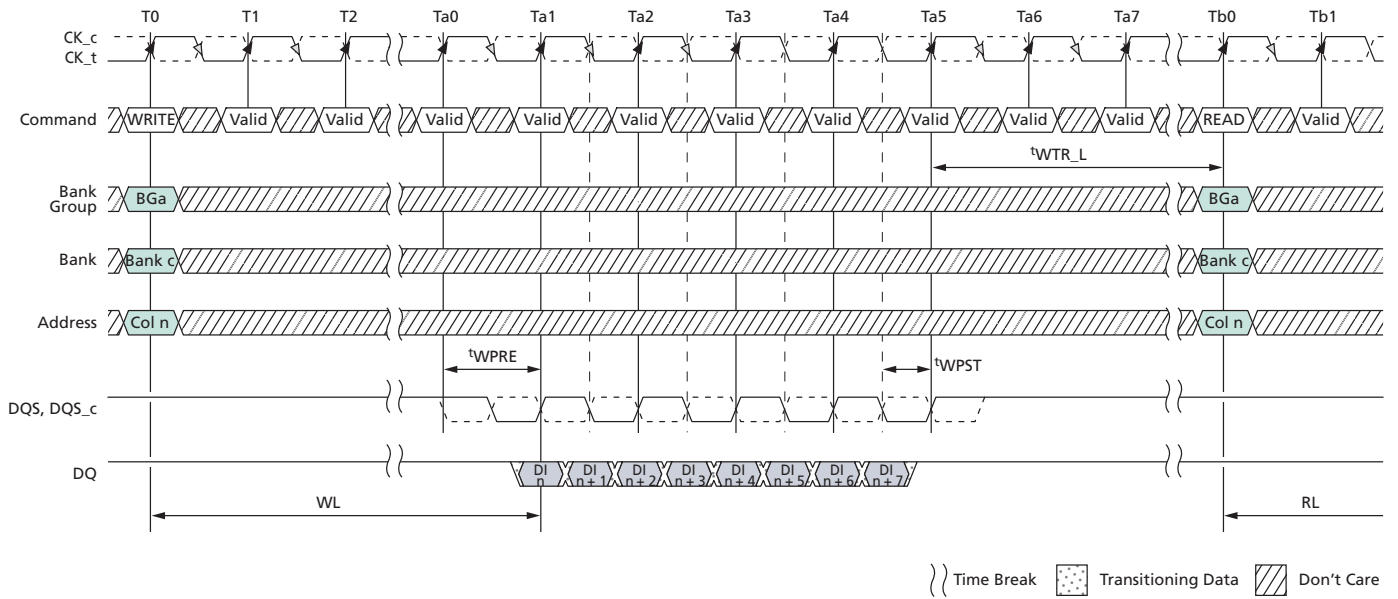 T0 T1 T2 Ta0 Ta1 Ta2 Ta3 Ta4 Ta5 Ta6 Ta7 Tb0 Tb1
CK_c
CK_t
Command WRITE Valid Valid Valid Valid Valid Valid Valid Valid Valid Valid READ Valid
tWTR_L
Bank
Group BGa BGa
Bank Bank c Bank c
Address Col n Col n
tWPRE tWPST
DQS, DQS_c
DQ DI n DI n + 1 DI n + 2 DI n + 3 DI n + 4 DI n + 5 DI n + 6 DI n + 7
WL RL
Time Break Transitioning Data Don't Care